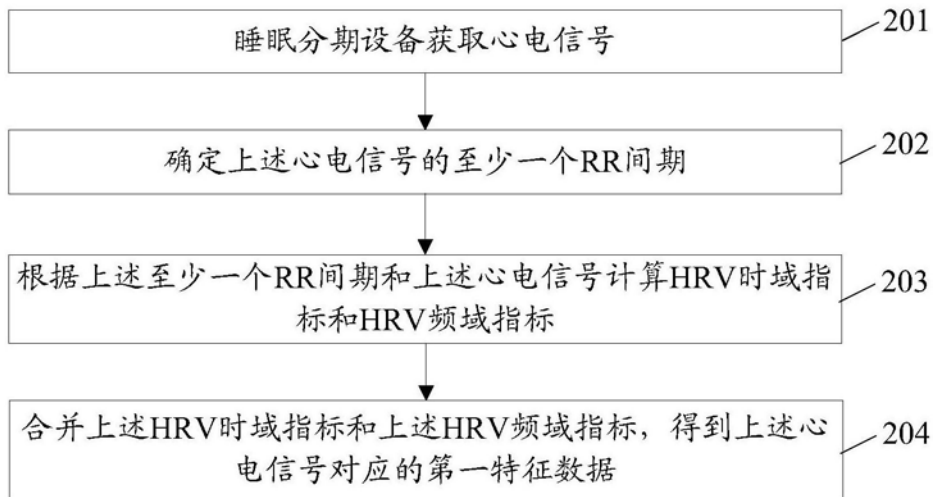 睡眠分期设备获取心电信号
201
确定上述心电信号的至少一个RR间期
202
根据上述至少一个RR间期和上述心电信号计算HRV时域指
标和HRV频域指标
203
合并上述HRV时域指标和上述HRV频域指标，得到上述心
电信号对应的第一特征数据
204